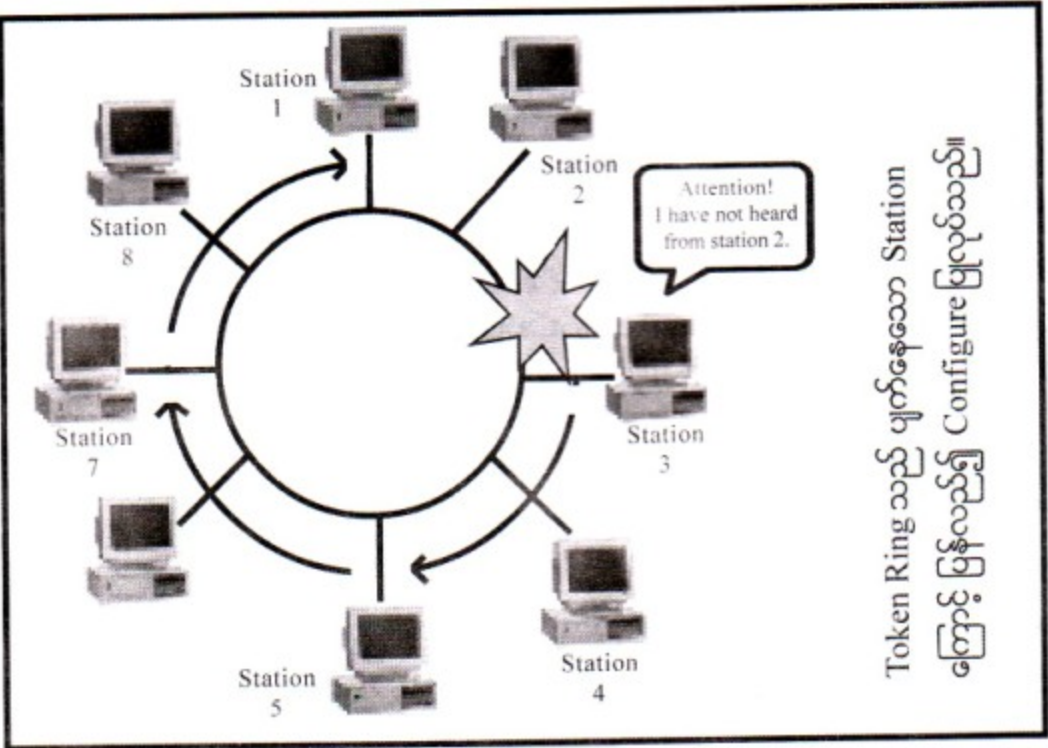 Station
1
Station
2
Attention!
I have not heard
from station 2.
Station
8
Station
7
Station
3
Station
5
Station
4
Token Ring သည် ပျက်နေသော Station
ကြောင့် ပြန်လည်၍ Configure ပြုလုပ်သည်။